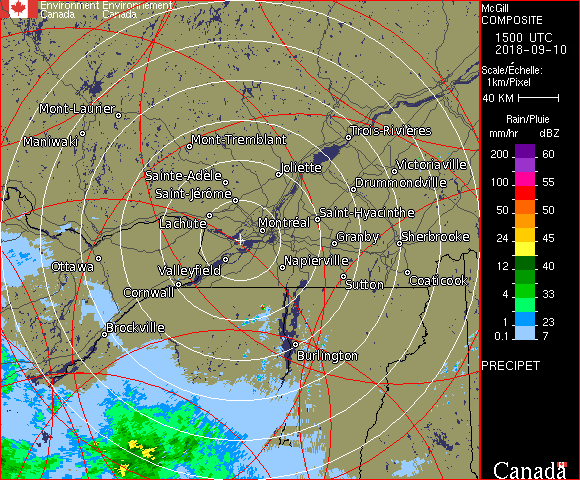 Environment Environnement
Canada Canada
McGill
COMPOSITE
1500 UTC
2018-09-10
Scale/Échelle:
1km/Pixel
40 KM
Rain/Pluie
mm/hr dBZ
200 60
100 55
50 50
24 45
12 40
4 33
1 23
0.1 7
PRECIPET
Canada
Mont-Laurier
Maniwaki
Mont-Tremblant
Trois-Rivières
Sainte-Adèle
Joliette
Victoriaville
Saint-Jérôme
Drummondville
Lachute
Montréal
Saint-Hyacinthe
Granby
Sherbrooke
Ottawa
Valleyfield
Napierville
Cornwall
Sutton
Coaticook
Brockville
Burlington